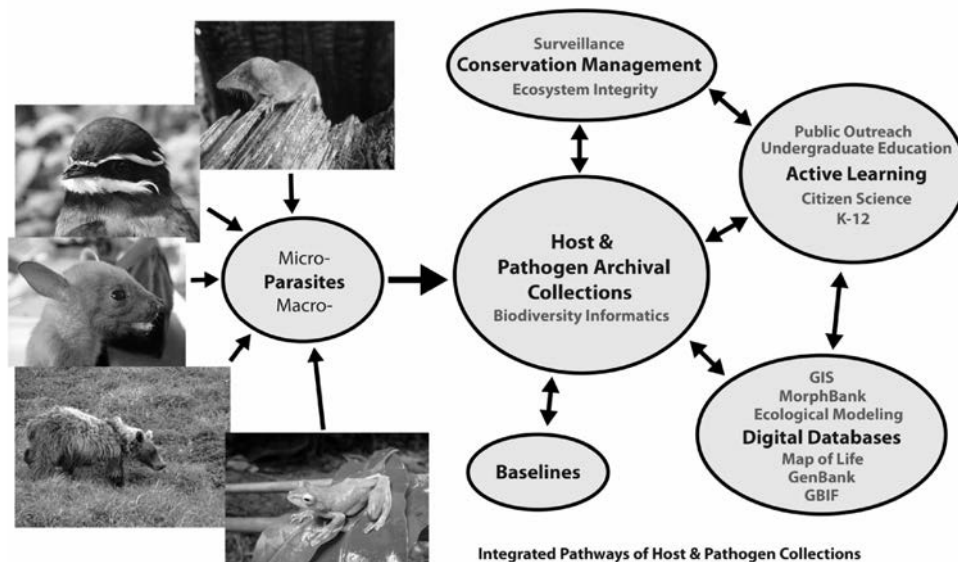 Surveillance
Conservation Management
Ecosystem Integrity
Public Outreach
Undergraduate Education
Active Learning
Citizen Science
K-12
Micro-
Parasites
Macro-
Host &
Pathogen Archival
Collections
Biodiversity Informatics
GIS
MorphBank
Ecological Modeling
Digital Databases
Map of Life
GenBank
GBIF
Baselines
Integrated Pathways of Host & Pathogen Collections